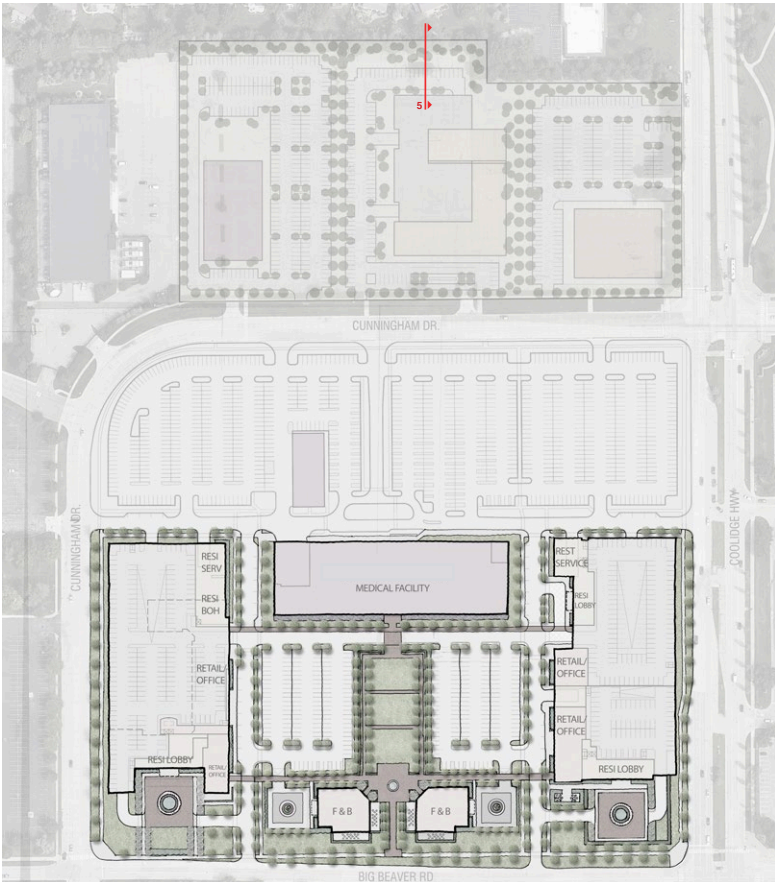 5
CUNNINGHAM DR.
CUNNINGHAM DR.
COOLIDGE HWY
RESI
SERV
RESI
BOH
RETAIL/
OFFICE
RESI LOBBY
RETAIL/
OFFICE
MEDICAL FACILITY
REST
SERVICE
RESI
LOBBY
RETAIL/
OFFICE
RETAIL/
OFFICE
RESI LOBBY
F & B
F & B
BIG BEAVER RD.